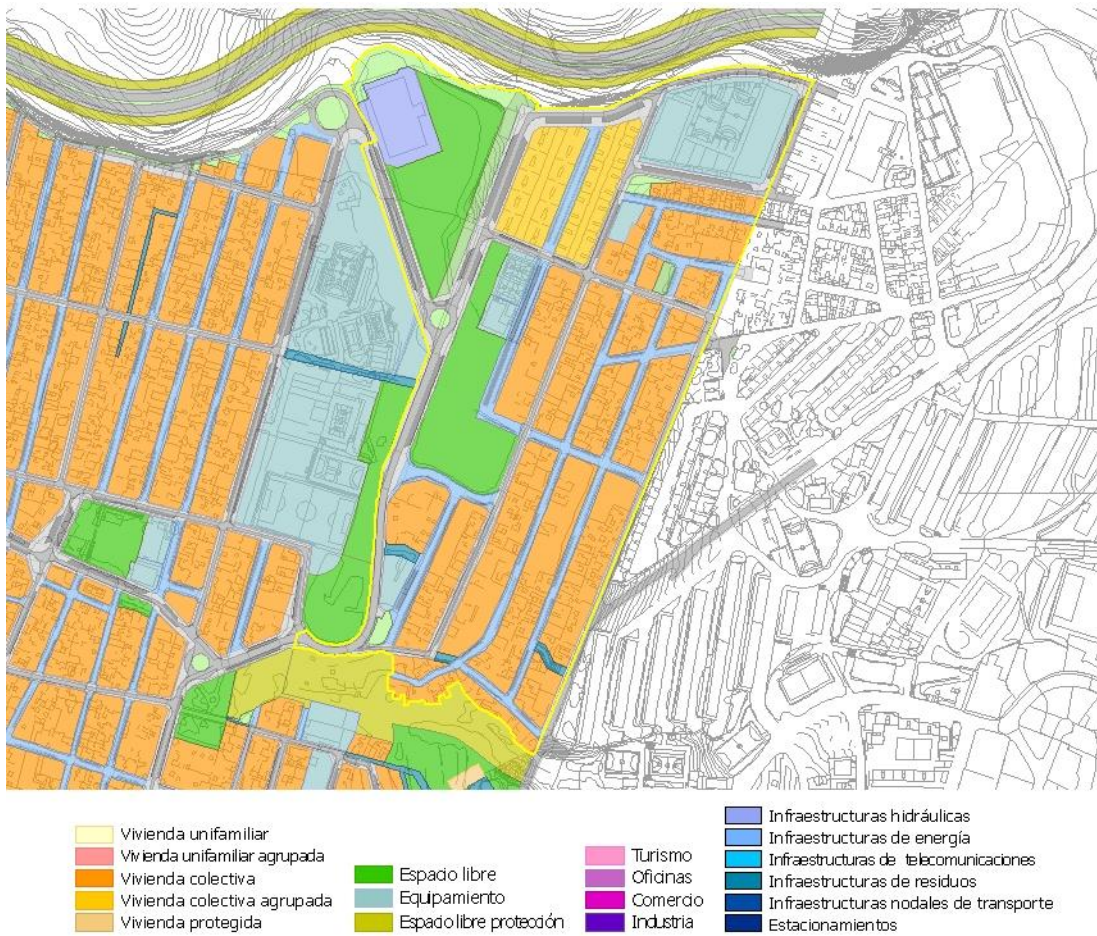 Vivienda unifamiliar
Vivienda unifamiliar agrupada
Vivienda colectiva
Vivienda colectiva agrupada
Vivienda protegida
Espacio libre
Equipamiento
Espacio libre protección
Turismo
Oficinas
Comercio
Industria
Infraestructuras hidráulicas
Infraestructuras de energía
Infraestructuras de telecomunicaciones
Infraestructuras de residuos
Infraestructuras nodales de transporte
Estacionamientos